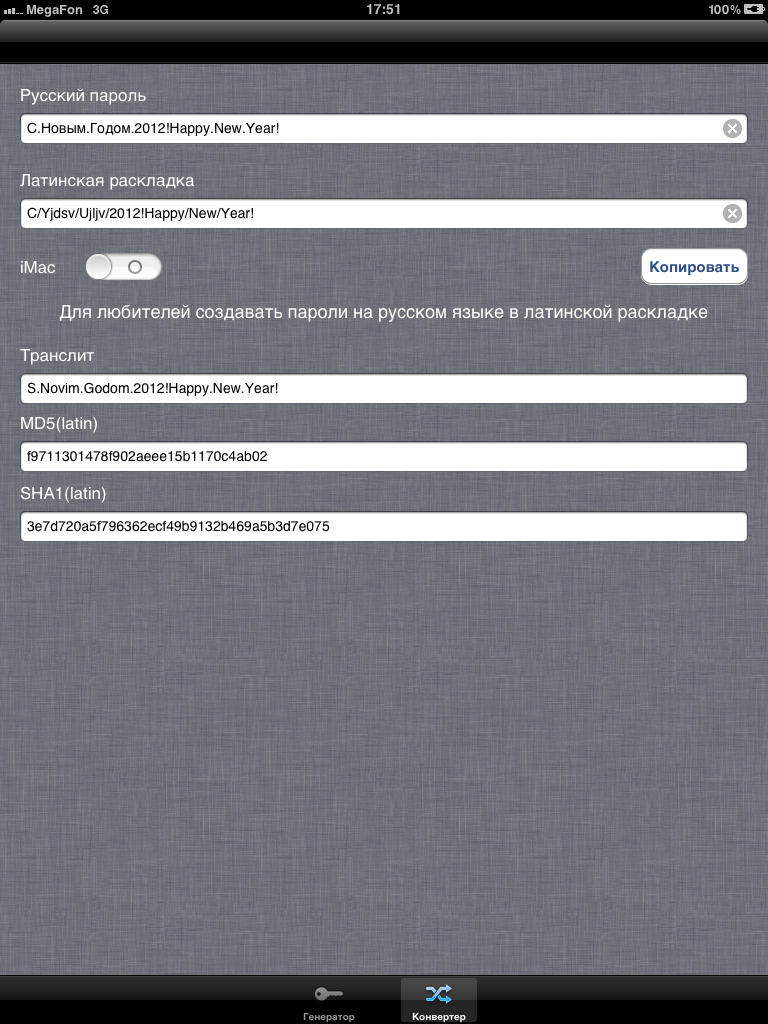 MegaFon 3G 17:51 100%
Русский пароль
С.Новым.Годом.2012!Happy.New.Year!
Латинская раскладка
C/Yjdsv/Ujljv/2012!Happy/New/Year!
iMac
Копировать
Для любителей создавать пароли на русском языке в латинской раскладке
Транслит
S.Novim.Godom.2012!Happy.New.Year!
MD5(latin)
f9711301478f902aeee15b1170c4ab02
SHA1(latin)
3e7d720a5f796362ecf49b9132b469a5b3d7e075
Генератор Конвертер